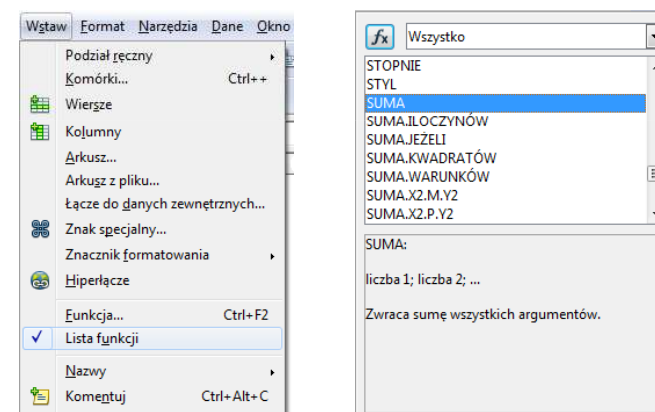 Wstaw Format Narzędzia Dane Okno
Podział ręczny
Komórki... Ctrl++
Wiersze
Kolumny
Arkusz...
Arkusz z pliku...
Łącze do danych zewnętrznych...
Znak specjalny...
Znacznik formatowania
Hiperłącze
Funkcja... Ctrl+F2
Lista funkcji
Nazwy
Komentuj Ctrl+Alt+C
fx Wszystko
STOPNIE
STYL
SUMA
SUMA.ILOCZYNÓW
SUMA.JEŻELI
SUMA.KWADRATÓW
SUMA.WARUNKÓW
SUMA.X2.M.Y2
SUMA.X2.P.Y2
SUMA:
liczba 1; liczba 2; ...
Zwraca sumę wszystkich argumentów.